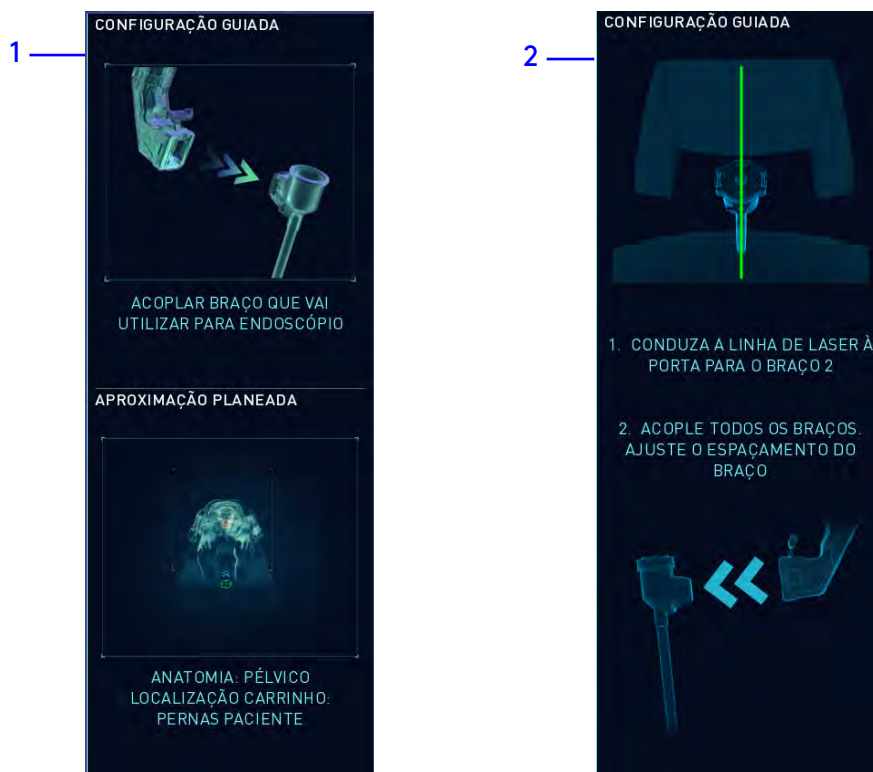 1
CONFIGURAÇÃO GUIADA
ACOPLAR BRAÇO QUE VAI
UTILIZAR PARA ENDOSCÓPIO
APROXIMAÇÃO PLANEADA
ANATOMIA: PÉLVICO
LOCALIZAÇÃO CARRINHO:
PERNAS PACIENTE
2
CONFIGURAÇÃO GUIADA
1. CONDUZA A LINHA DE LASER À
PORTA PARA O BRAÇO 2
2. ACOPLE TODOS OS BRAÇOS.
AJUSTE O ESPAÇAMENTO DO
BRAÇO